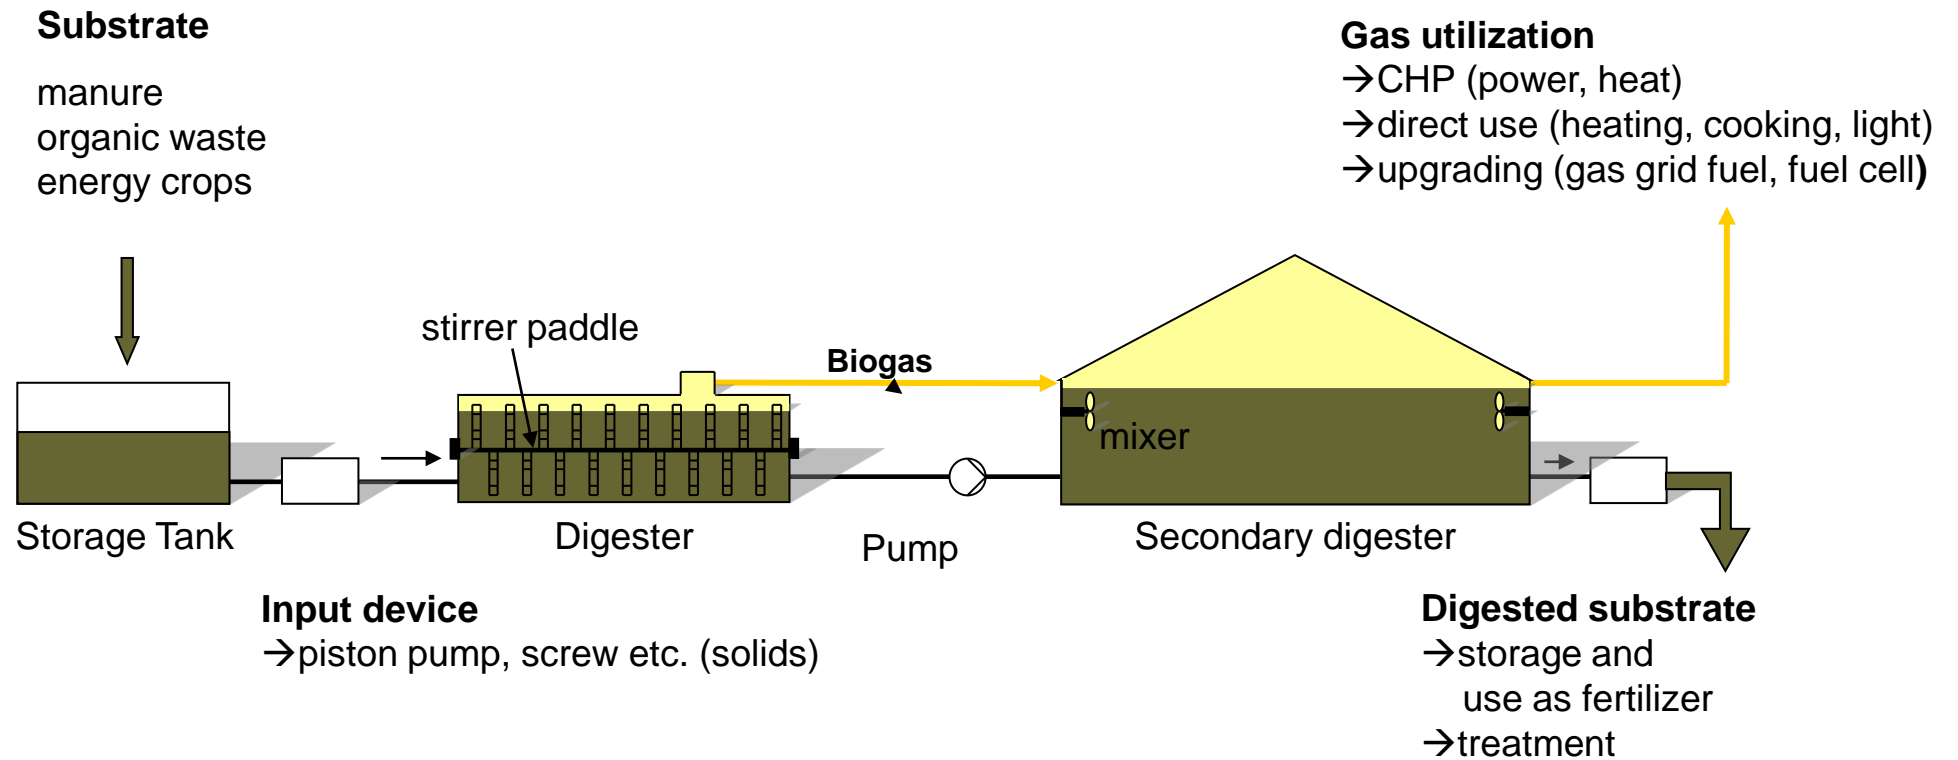 Substrate
manure
organic waste
energy crops
Gas utilization
→CHP (power, heat)
→direct use (heating, cooking, light)
→upgrading (gas grid fuel, fuel cell)
stirrer paddle
Biogas
mixer
Storage Tank
Digester
Pump
Secondary digester
Input device
→piston pump, screw etc. (solids)
Digested substrate
→storage and
use as fertilizer
→treatment